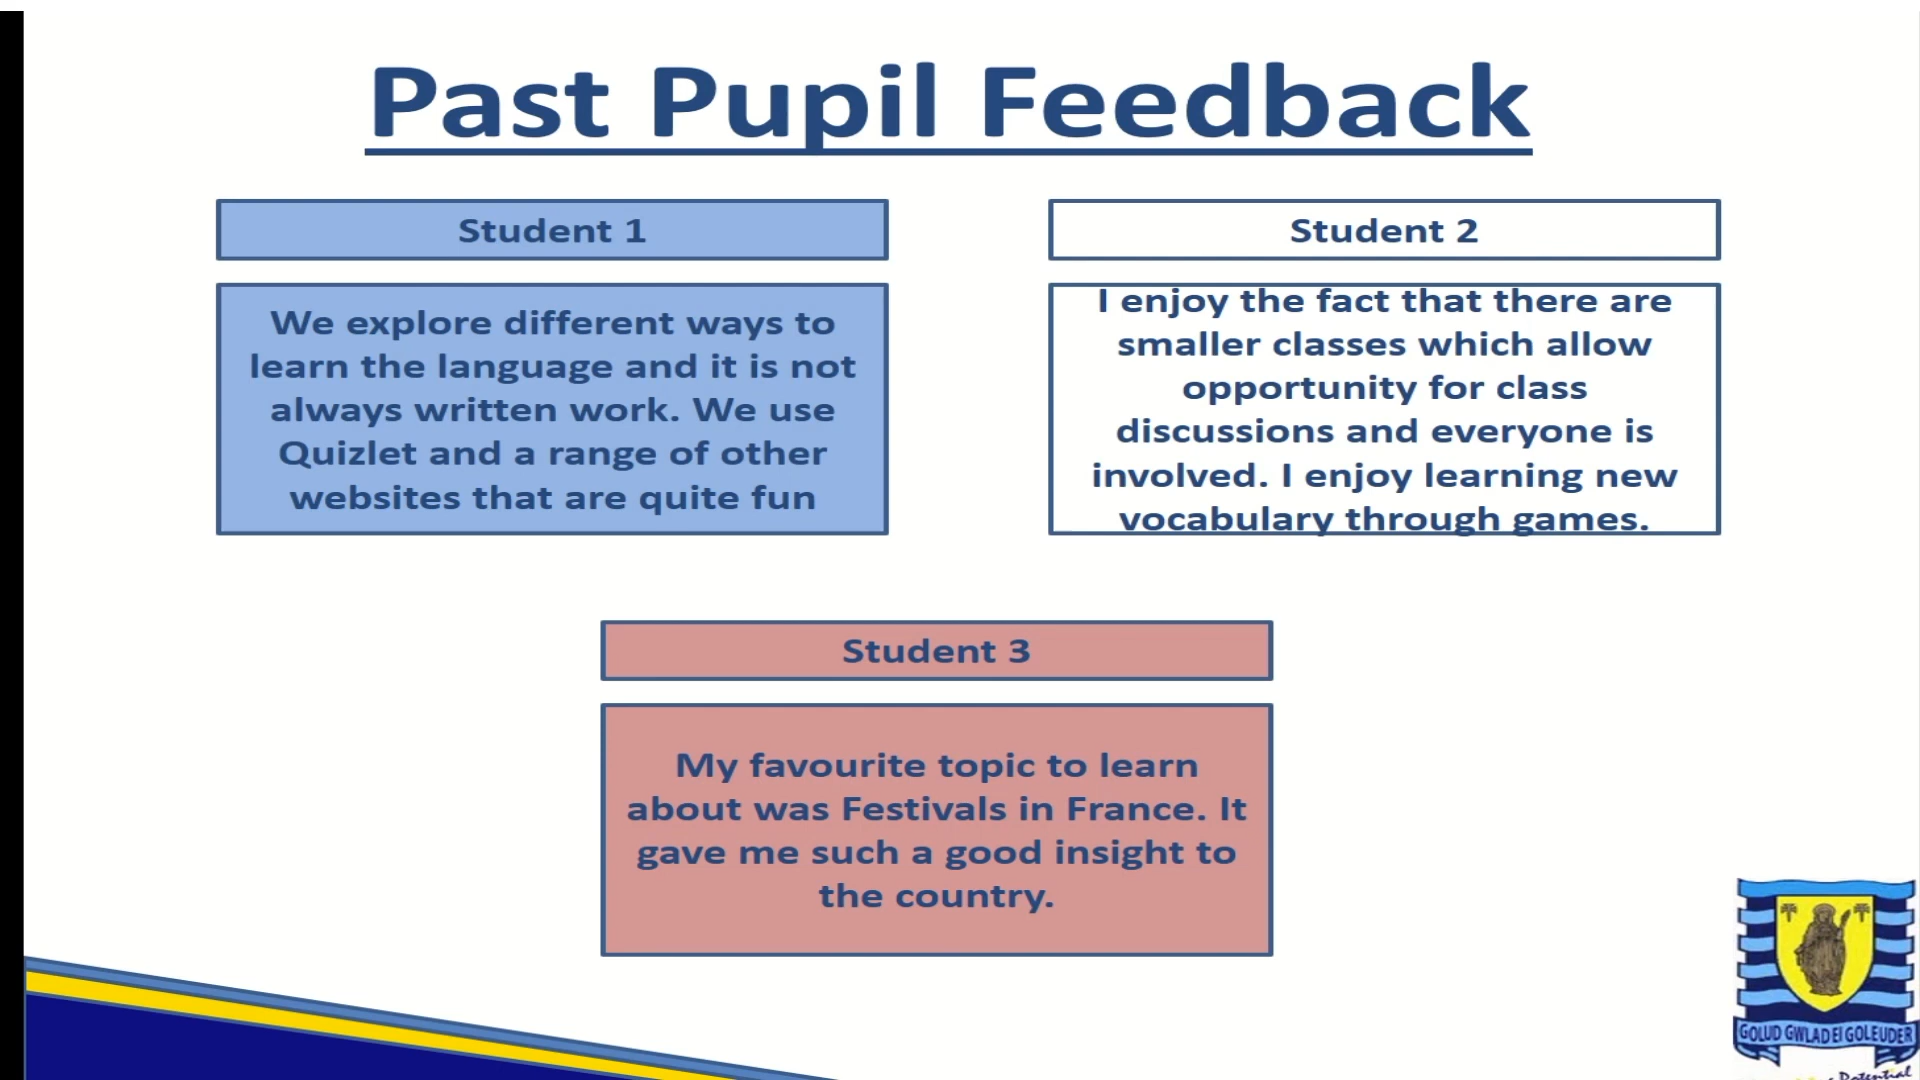 Past Pupil Feedback
Student 1
We explore different ways to
learn the language and it is not
always written work. We use
Quizlet and a range of other
websites that are quite fun
Student 2
I enjoy the fact that there are
smaller classes which allow
opportunity for class
discussions and everyone is
involved. I enjoy learning new
vocabulary through games.
Student 3
My favourite topic to learn
about was Festivals in France. It
gave me such a good insight to
the country.
GOLUD GWLAD EI GOLEUDER
Potential